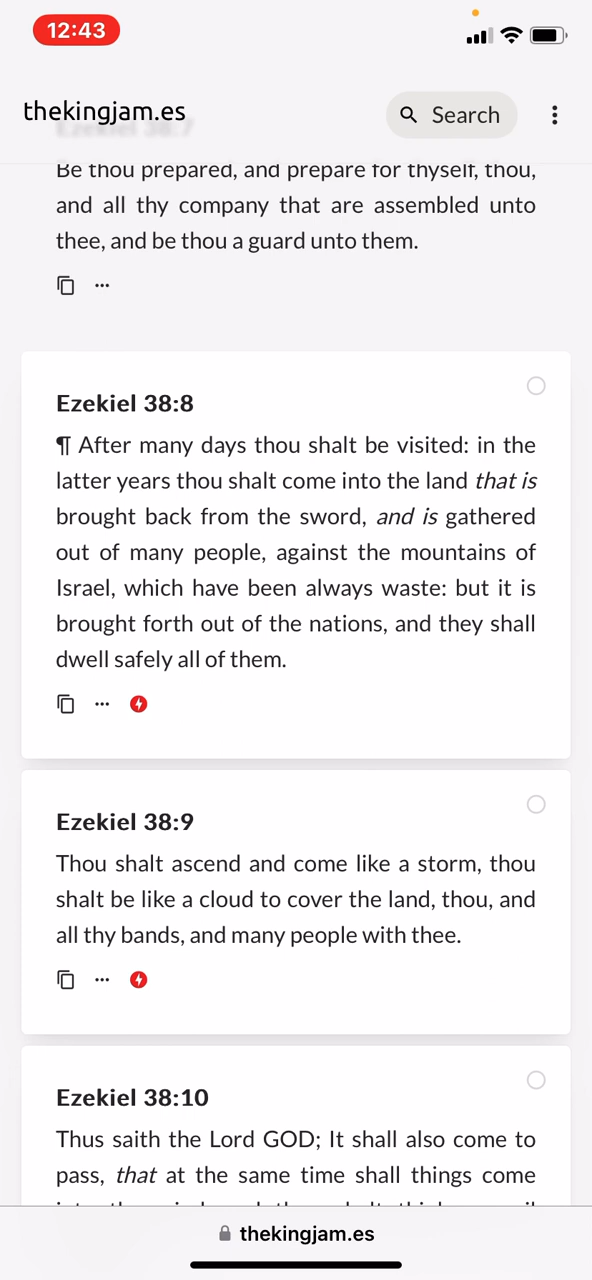 12:43
thekingjam.es
Search
Ezekiel 38:7
Be thou prepared, and prepare for thyself, thou,
and all thy company that are assembled unto
thee, and be thou a guard unto them.
Ezekiel 38:8
¶ After many days thou shalt be visited: in the
latter years thou shalt come into the land that is
brought back from the sword, and is gathered
out of many people, against the mountains of
Israel, which have been always waste: but it is
brought forth out of the nations, and they shall
dwell safely all of them.
Ezekiel 38:9
Thou shalt ascend and come like a storm, thou
shalt be like a cloud to cover the land, thou, and
all thy bands, and many people with thee.
Ezekiel 38:10
Thus saith the Lord GOD; It shall also come to
pass, that at the same time shall things come
thekingjam.es